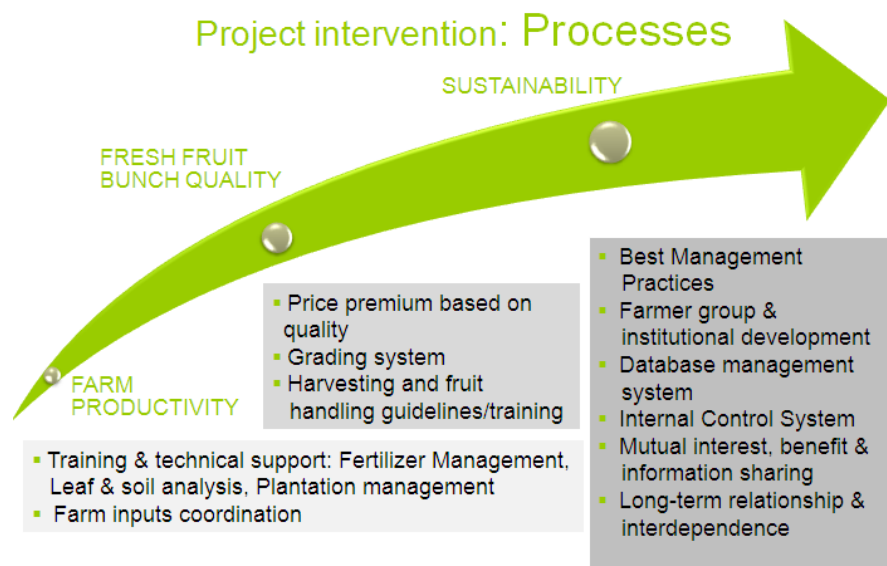 Project intervention: Processes
SUSTAINABILITY
FRESH FRUIT
BUNCH QUALITY
FARM
PRODUCTIVITY
▪ Training & technical support: Fertilizer Management,
Leaf & soil analysis, Plantation management
▪ Farm inputs coordination
▪ Price premium based on
quality
▪ Grading system
▪ Harvesting and fruit
handling guidelines/training
▪ Best Management
Practices
▪ Farmer group &
institutional development
▪ Database management
system
▪ Internal Control System
▪ Mutual interest, benefit &
information sharing
▪ Long-term relationship &
interdependence